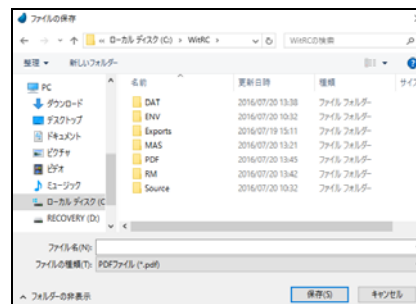 ファイルの保存
« ローカル ディスク (C:) › WitRC
WitRCの検索
整理 ▾ 新しいフォルダー
PC
ダウンロード
デスクトップ
ドキュメント
ピクチャ
ビデオ
ミュージック
ローカル ディスク (C
RECOVERY (D:)
名前 更新日時 種類 サイズ
DAT 2016/07/20 13:38 ファイル フォルダー
ENV 2016/07/20 10:32 ファイル フォルダー
Exports 2016/07/19 15:11 ファイル フォルダー
MAS 2016/07/20 13:21 ファイル フォルダー
PDF 2016/07/20 13:45 ファイル フォルダー
RM 2016/07/20 13:42 ファイル フォルダー
Source 2016/07/20 10:32 ファイル フォルダー
ファイル名(N):
ファイルの種類(T): PDFファイル (*.pdf)
フォルダーの非表示 保存(S) キャンセル